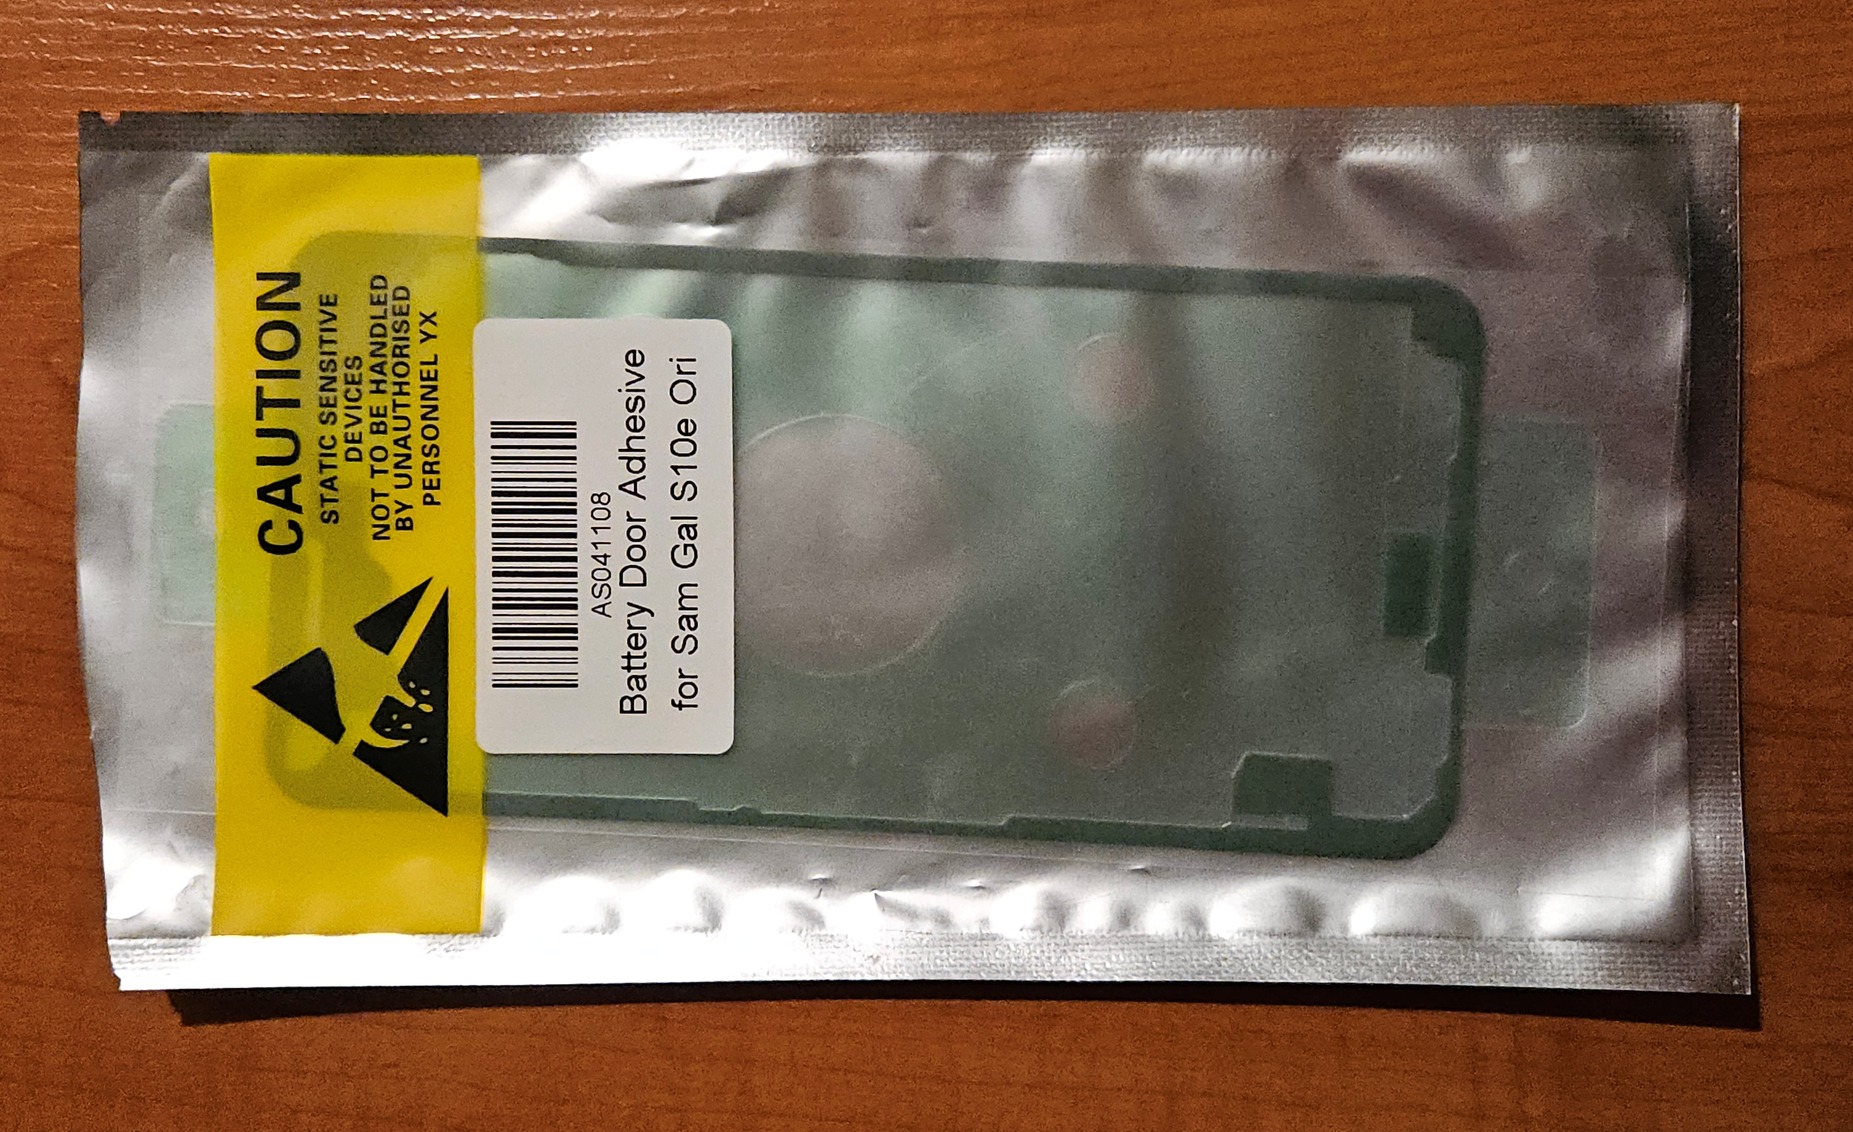 CAUTION
STATIC SENSITIVE
DEVICES
NOT TO BE HANDLED
BY UNAUTHORISED
PERSONNEL YX
AS041108
Battery Door Adhesive
for Sam Gal S10e Ori